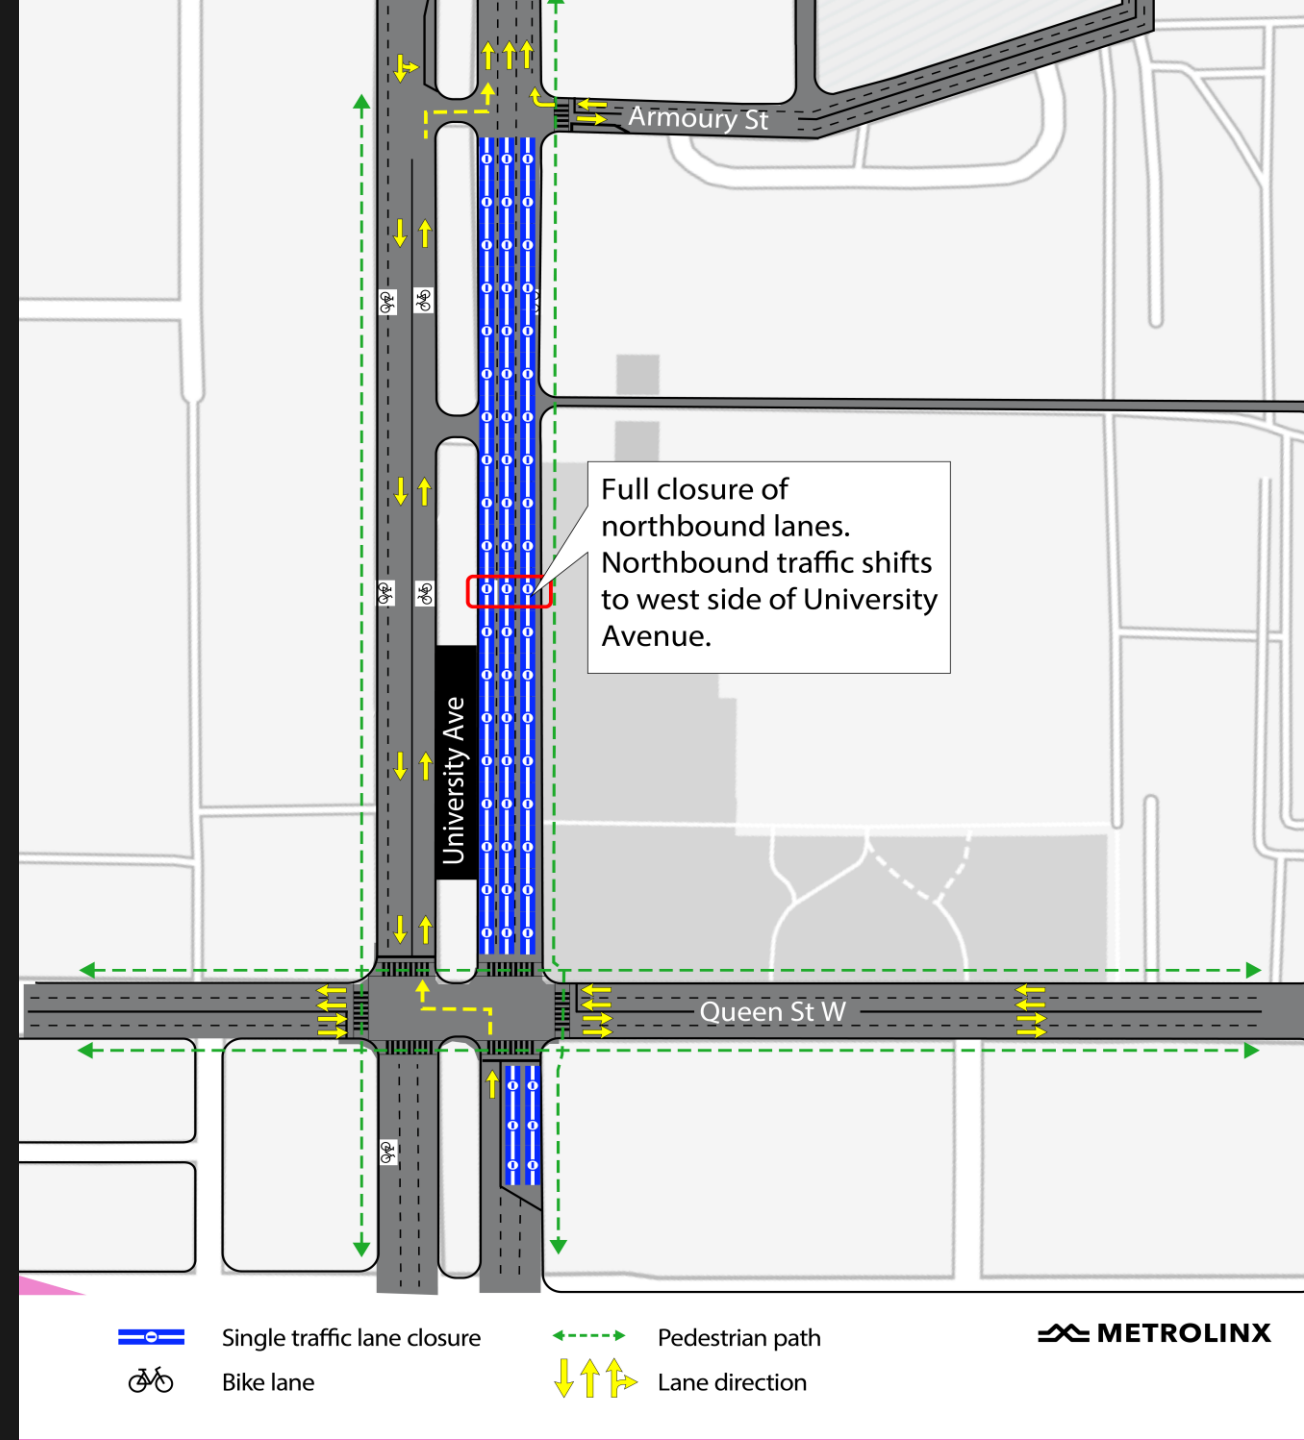 Armoury St
Full closure of
northbound lanes.
Northbound traffic shifts
to west side of University
Avenue.
University Ave
Queen St W
Single traffic lane closure
Pedestrian path
METROLINX
Bike lane
Lane direction